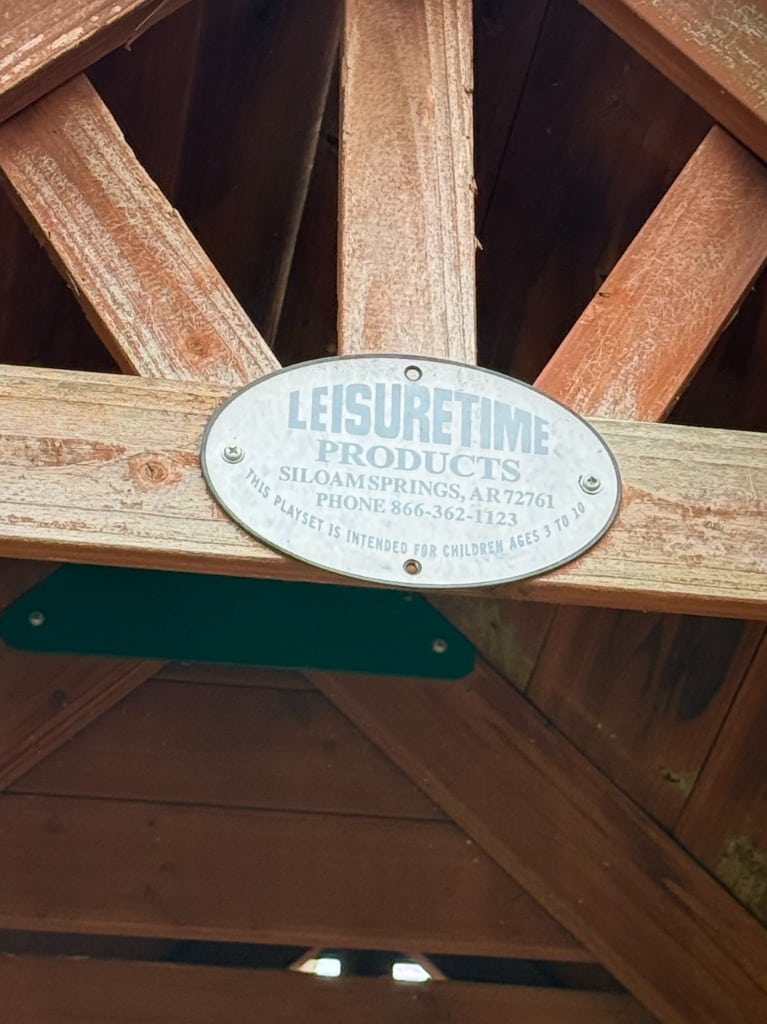 LEISURETIME
PRODUCTS
SILOAM SPRINGS, AR 72761
PHONE 866-362-1123
THIS PLAYSET IS INTENDED FOR CHILDREN AGES 3 TO 10